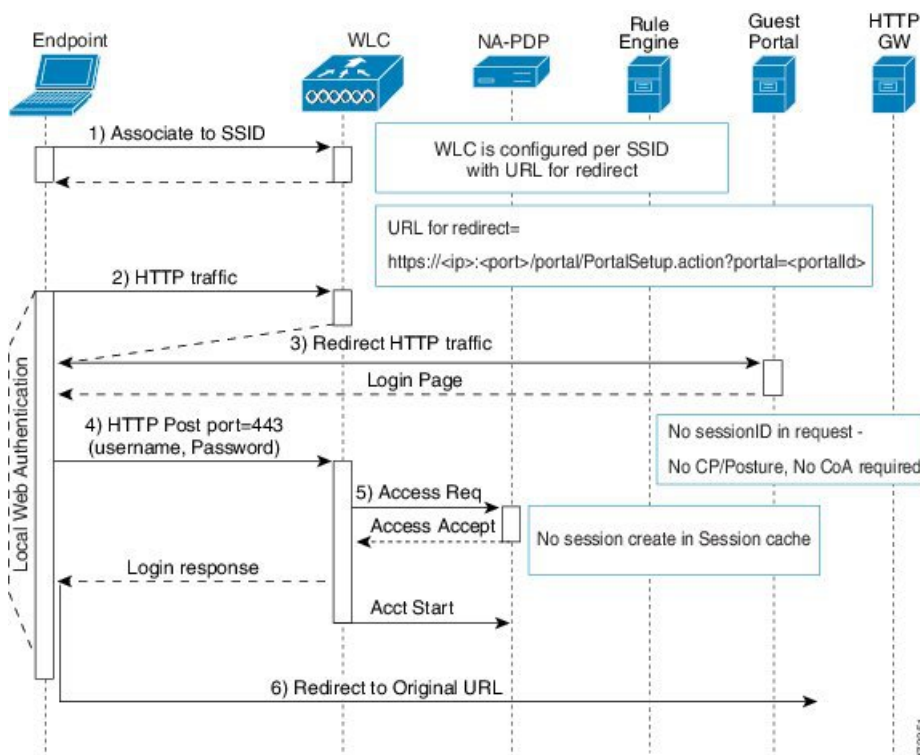 Endpoint
WLC
NA-PDP
Rule
Engine
Guest
Portal
HTTP
GW
1) Associate to SSID
WLC is configured per SSID
with URL for redirect
URL for redirect=
https://<ip>:<port>/portal/PortalSetup.action?portal=<portalId>
2) HTTP traffic
3) Redirect HTTP traffic
Login Page
Local Web Authentication
4) HTTP Post port=443
(username, Password)
No sessionID in request -
No CP/Posture, No CoA required
5) Access Req
Access Accept
No session create in Session cache
Login response
Acct Start
6) Redirect to Original URL